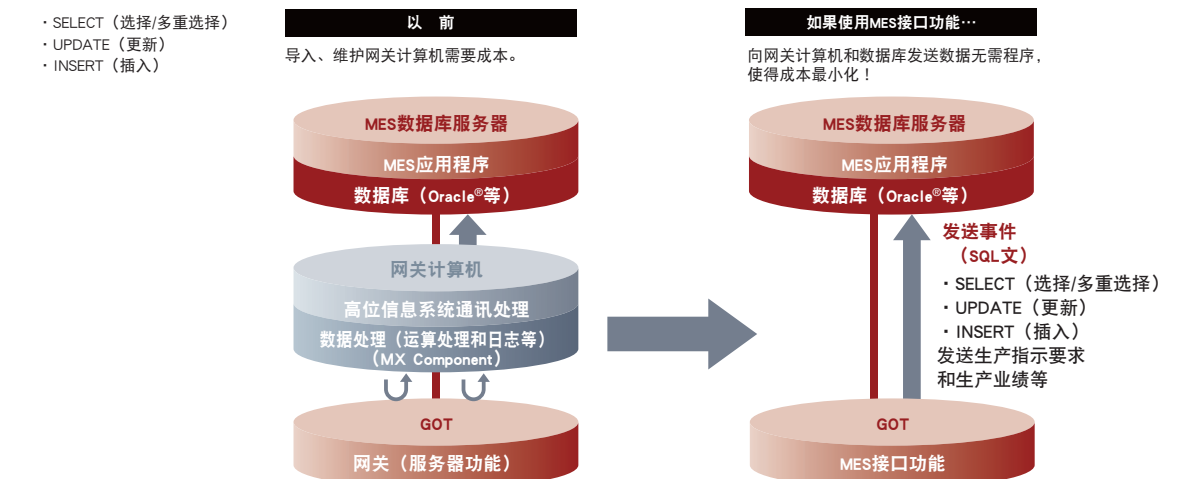 ・SELECT（选择/多重选择）
・UPDATE（更新）
・INSERT（插入）
以 前
导入、维护网关计算机需要成本。
MES数据库服务器
MES应用程序
数据库（Oracle®等）
网关计算机
高位信息系统通讯处理
数据处理（运算处理和日志等）
（MX Component）
GOT
网关（服务器功能）
如果使用MES接口功能…
向网关计算机和数据库发送数据无需程序，
使得成本最小化！
MES数据库服务器
MES应用程序
数据库（Oracle®等）
发送事件
（SQL文）
・SELECT（选择/多重选择）
・UPDATE（更新）
・INSERT（插入）
发送生产指示要求
和生产业绩等
GOT
MES接口功能